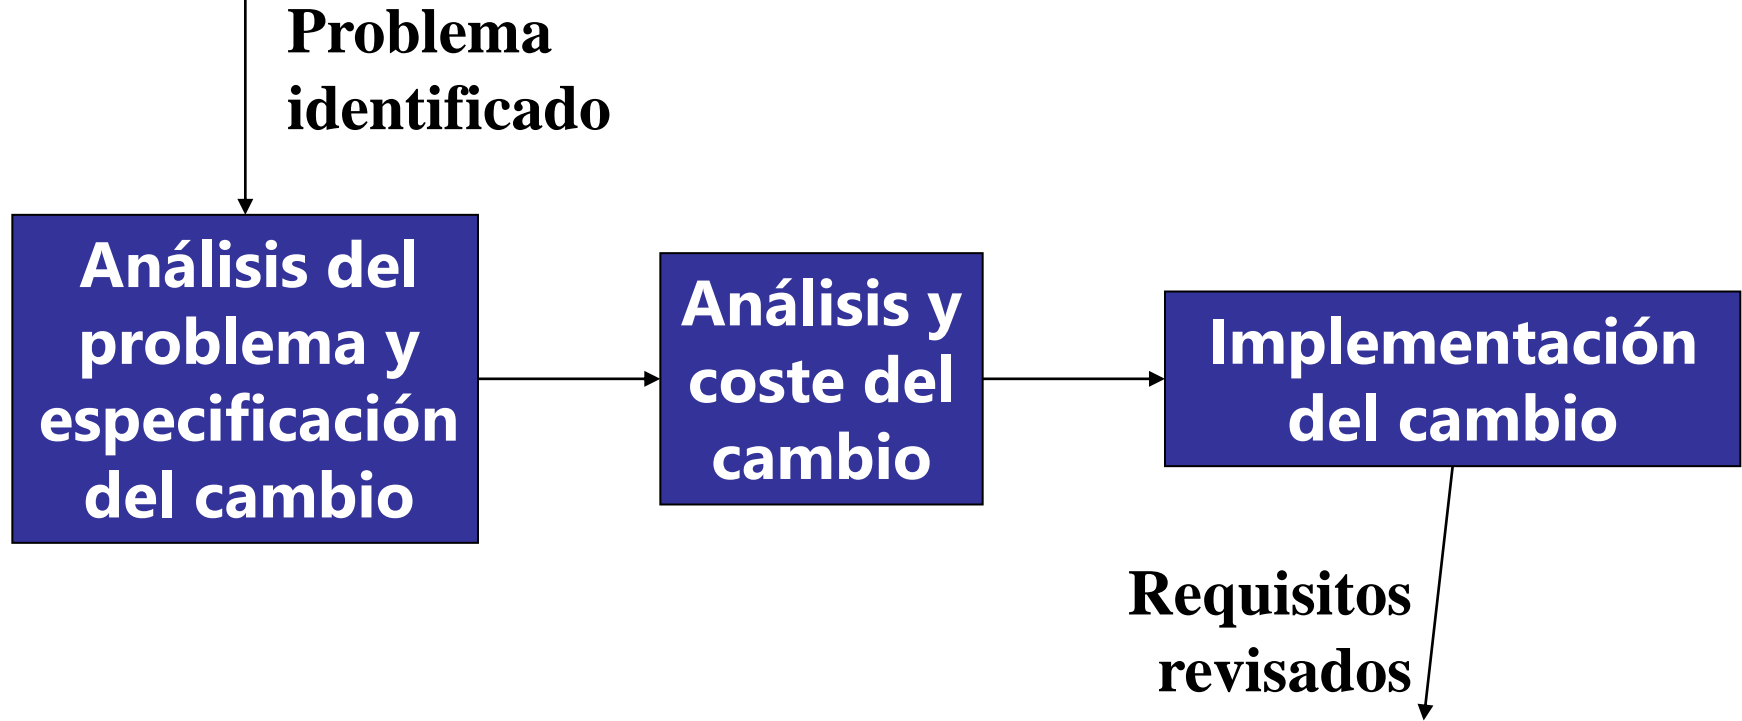 Problema
identificado
Análisis del
problema y
especificación
del cambio
Análisis y
coste del
cambio
Implementación
del cambio
Requisitos
revisados